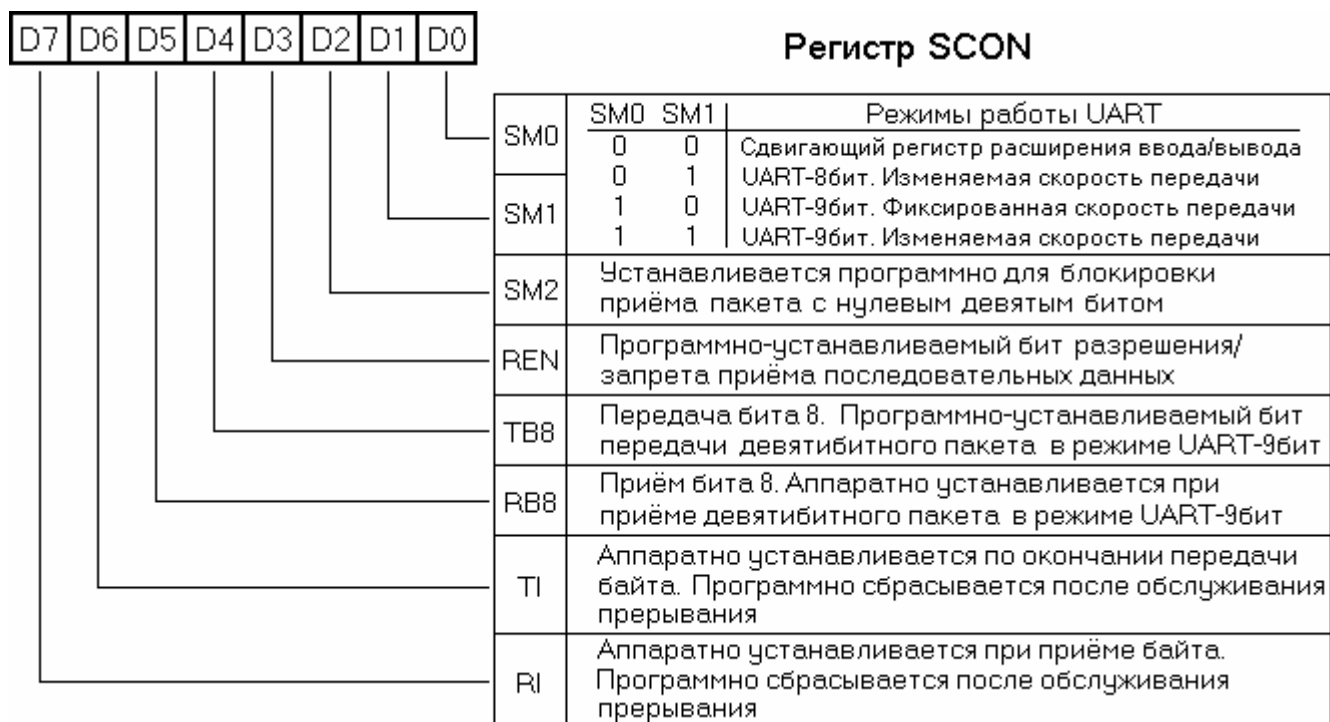 D7 D6 D5 D4 D3 D2 D1 D0
Регистр SCON
SM0
SM0 SM1 Режимы работы UART
0 0 Сдвигающий регистр расширения ввода/вывода
0 1 UART-8бит. Изменяемая скорость передачи
SM1
1 0 UART-9бит. Фиксированная скорость передачи
1 1 UART-9бит. Изменяемая скорость передачи
SM2
Устанавливается программно для блокировки
приёма пакета с нулевым девятым битом
REN
Программно-устанавливаемый бит разрешения/
запрета приёма последовательных данных
TB8
Передача бита 8. Программно-устанавливаемый бит
передачи девятибитного пакета в режиме UART-9бит
RB8
Приём бита 8. Аппаратно устанавливается при
приёме девятибитного пакета в режиме UART-9бит
TI
Аппаратно устанавливается по окончании передачи
байта. Программно сбрасывается после обслуживания
прерывания
RI
Аппаратно устанавливается при приёме байта.
Программно сбрасывается после обслуживания
прерывания